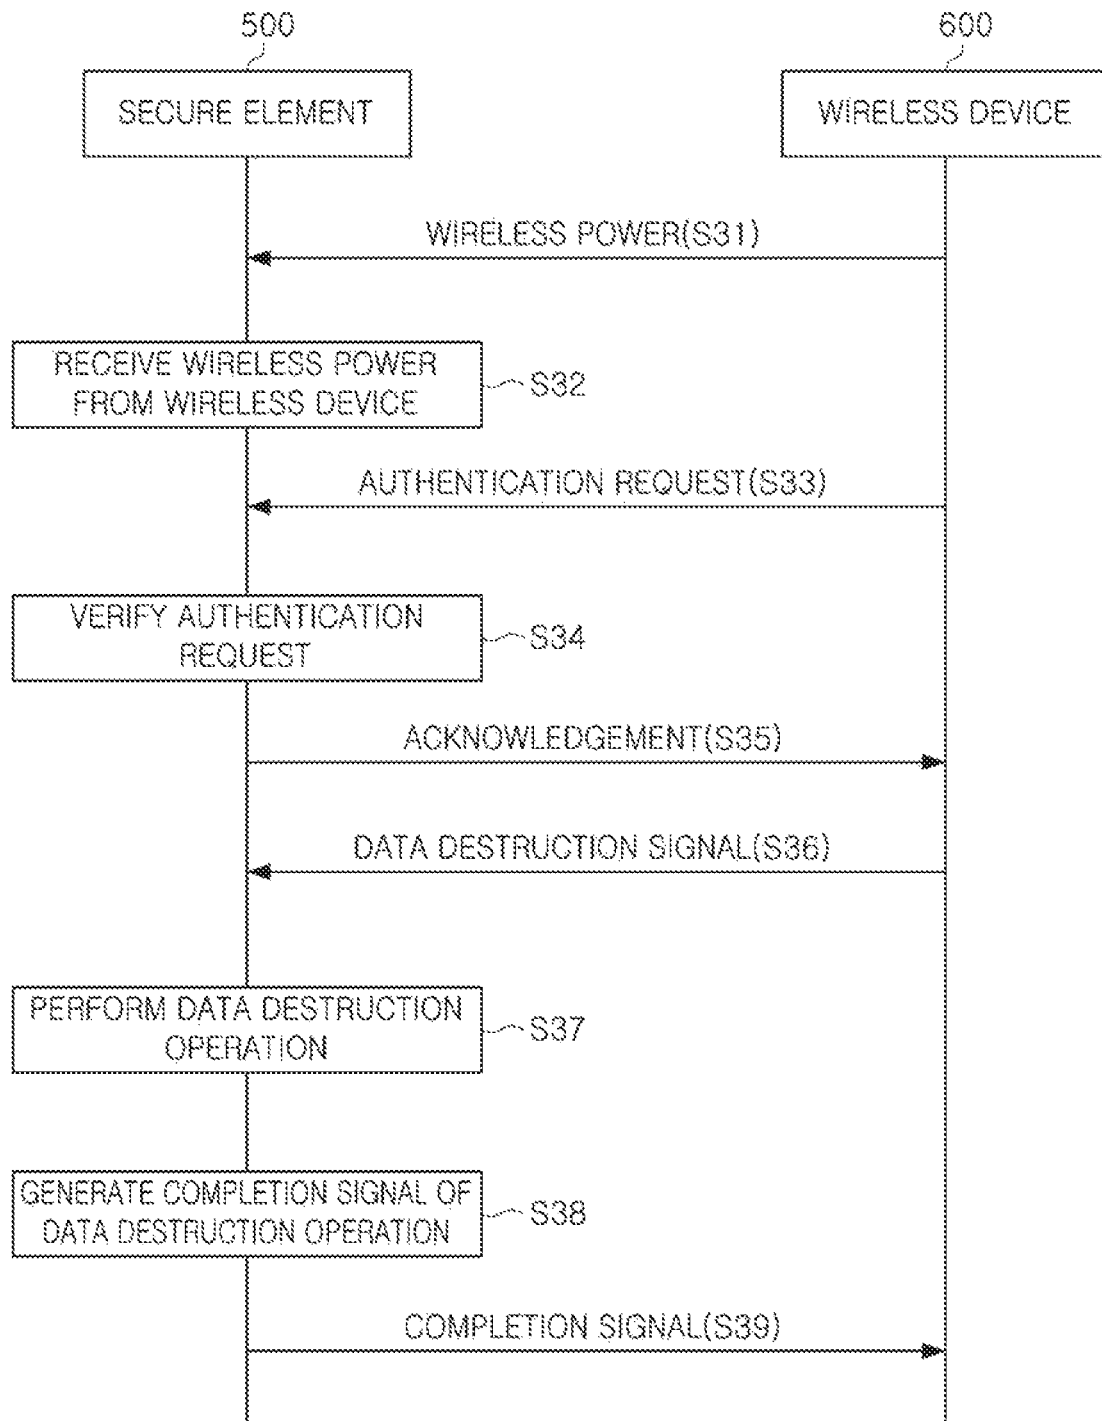 500
600
SECURE ELEMENT
WIRELESS DEVICE
WIRELESS POWER(S31)
RECEIVE WIRELESS POWER
FROM WIRELESS DEVICE
S32
AUTHENTICATION REQUEST(S33)
VERIFY AUTHENTICATION
REQUEST
S34
ACKNOWLEDGEMENT(S35)
DATA DESTRUCTION SIGNAL(S36)
PERFORM DATA DESTRUCTION
OPERATION
S37
GENERATE COMPLETION SIGNAL OF
DATA DESTRUCTION OPERATION
S38
COMPLETION SIGNAL(S39)